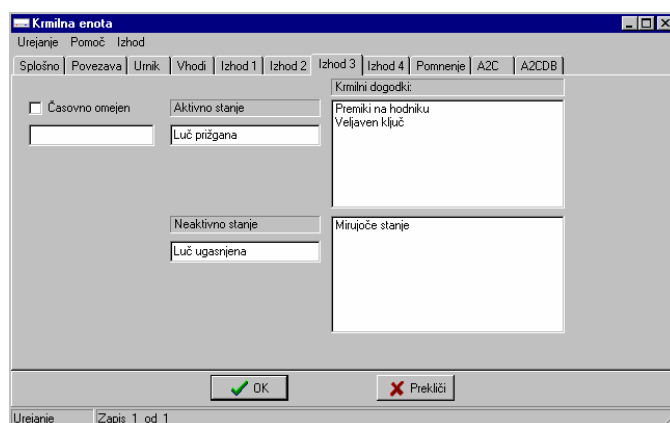 Krmilna enota
Urejanje Pomoč Izhod
Splošno Povezava Urnik Vhodi Izhod 1 Izhod 2 Izhod 3 Izhod 4 Pomnenje A2C A2CDB
Krmilni dogodki:
Časovno omejen
Aktivno stanje
Premiki na hodniku
Veljaven ključ
Luč prižgana
Neaktivno stanje
Mirujoče stanje
Luč ugasnjena
OK
Prekliči
Urejanje
Zapis 1 od 1